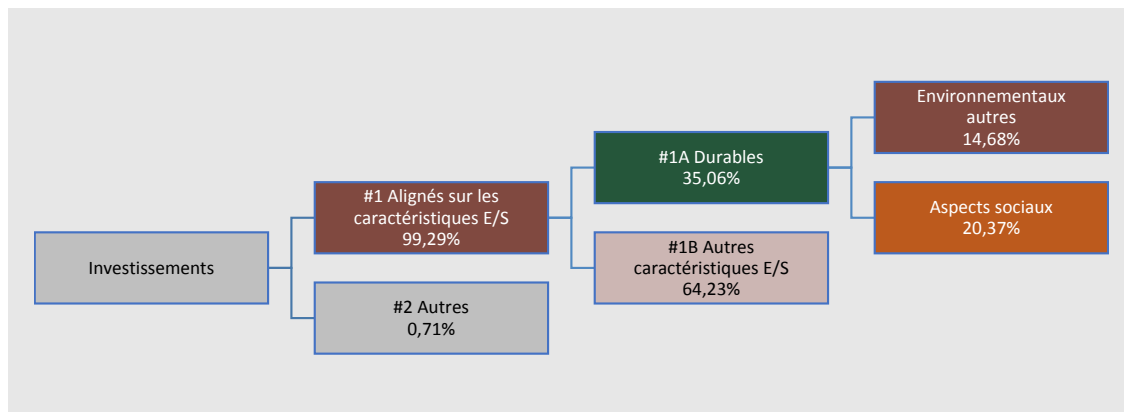 Investissements
#1 Alignés sur les
caractéristiques E/S
99,29%
#2 Autres
0,71%
#1A Durables
35,06%
#1B Autres
caractéristiques E/S
64,23%
Environnementaux
autres
14,68%
Aspects sociaux
20,37%